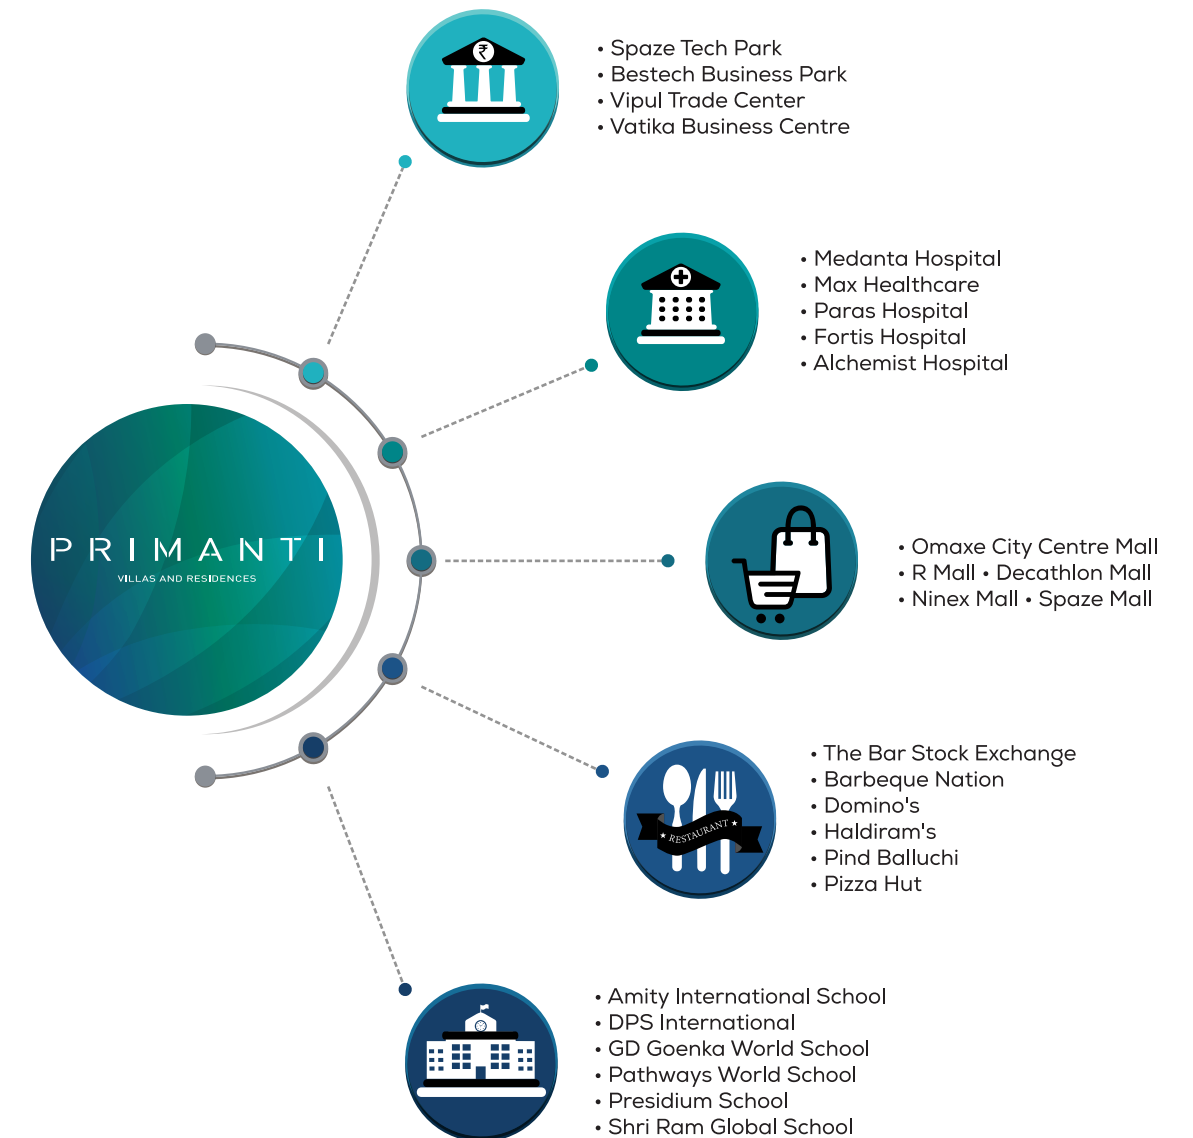 • Spaze Tech Park
• Bestech Business Park
• Vipul Trade Center
• Vatika Business Centre
₹
• Medanta Hospital
• Max Healthcare
• Paras Hospital
• Fortis Hospital
• Alchemist Hospital
PRIMANTI
VILLAS AND RESIDENCES
• Omaxe City Centre Mall
• R Mall • Decathlon Mall
• Ninex Mall • Spaze Mall
• The Bar Stock Exchange
• Barbeque Nation
• Domino's
• Haldiram's
• Pind Balluchi
• Pizza Hut
★ RESTAURANT ★
• Amity International School
• DPS International
• GD Goenka World School
• Pathways World School
• Presidium School
• Shri Ram Global School